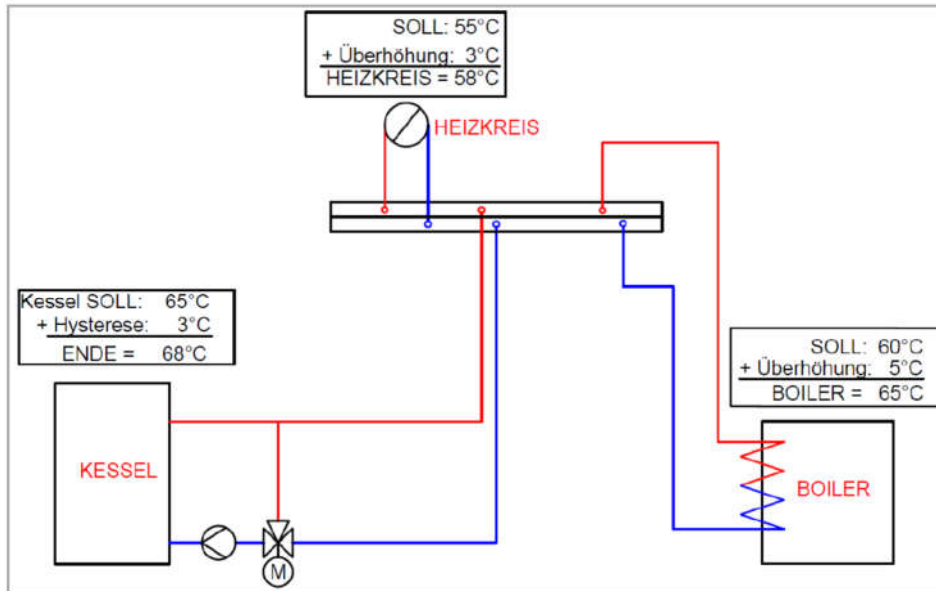 SOLL: 55°C
+ Überhöhung: 3°C
HEIZKREIS = 58°C
HEIZKREIS
Kessel SOLL: 65°C
+ Hysterese: 3°C
ENDE = 68°C
SOLL: 60°C
+ Überhöhung: 5°C
BOILER = 65°C
KESSEL
BOILER
M